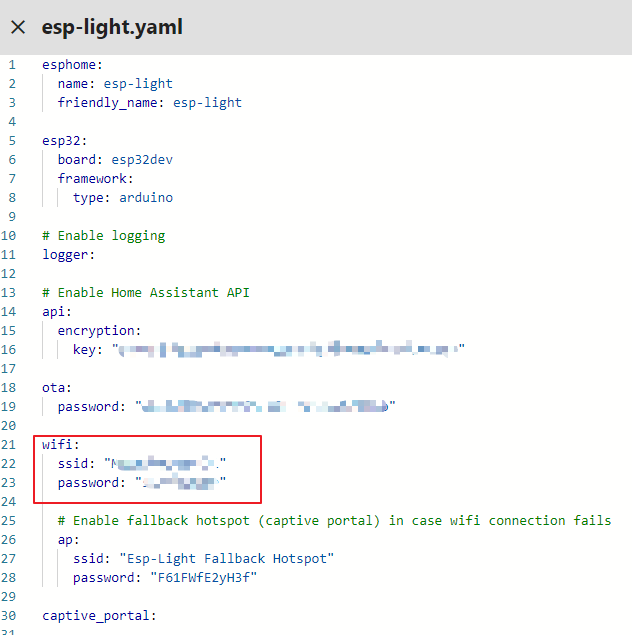 esp-light.yaml
1 esphome:
2 name: esp-light
3 friendly_name: esp-light
4
5 esp32:
6 board: esp32dev
7 framework:
8 type: arduino
9
10 # Enable logging
11 logger:
12
13 # Enable Home Assistant API
14 api:
15 encryption:
16 key: ""
17
18 ota:
19 password: ""
20
21 wifi:
22 ssid: ""
23 password: ""
24
25 # Enable fallback hotspot (captive portal) in case wifi connection fails
26 ap:
27 ssid: "Esp-Light Fallback Hotspot"
28 password: "F61FWfE2yH3f"
29
30 captive_portal:
31